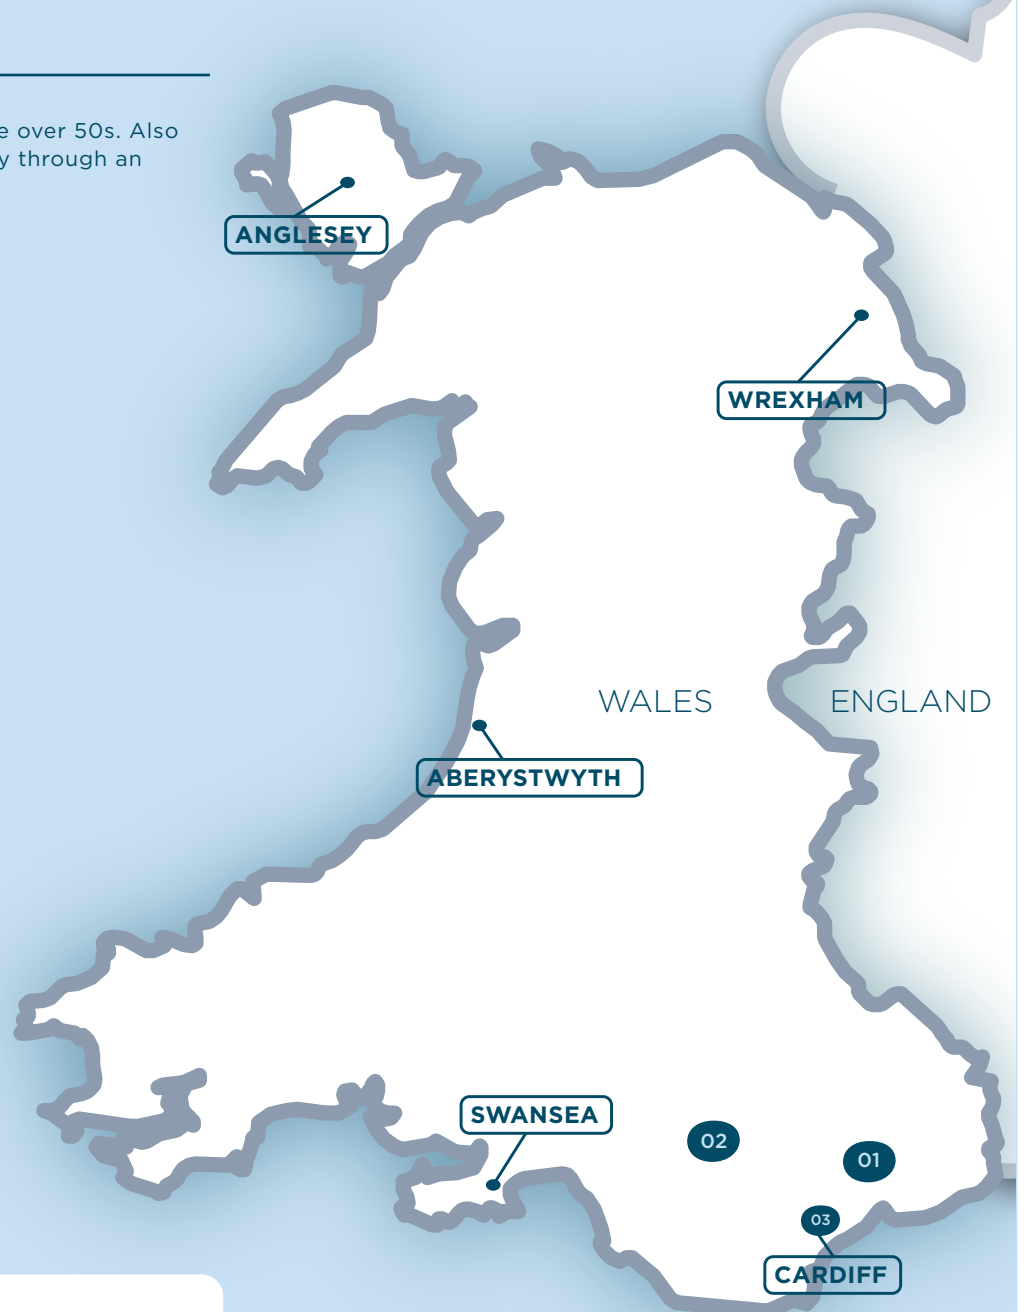 e over 50s. Also
y through an
ANGLESEY
WREXHAM
WALES
ENGLAND
ABERYSTWYTH
SWANSEA
02
01
03
CARDIFF